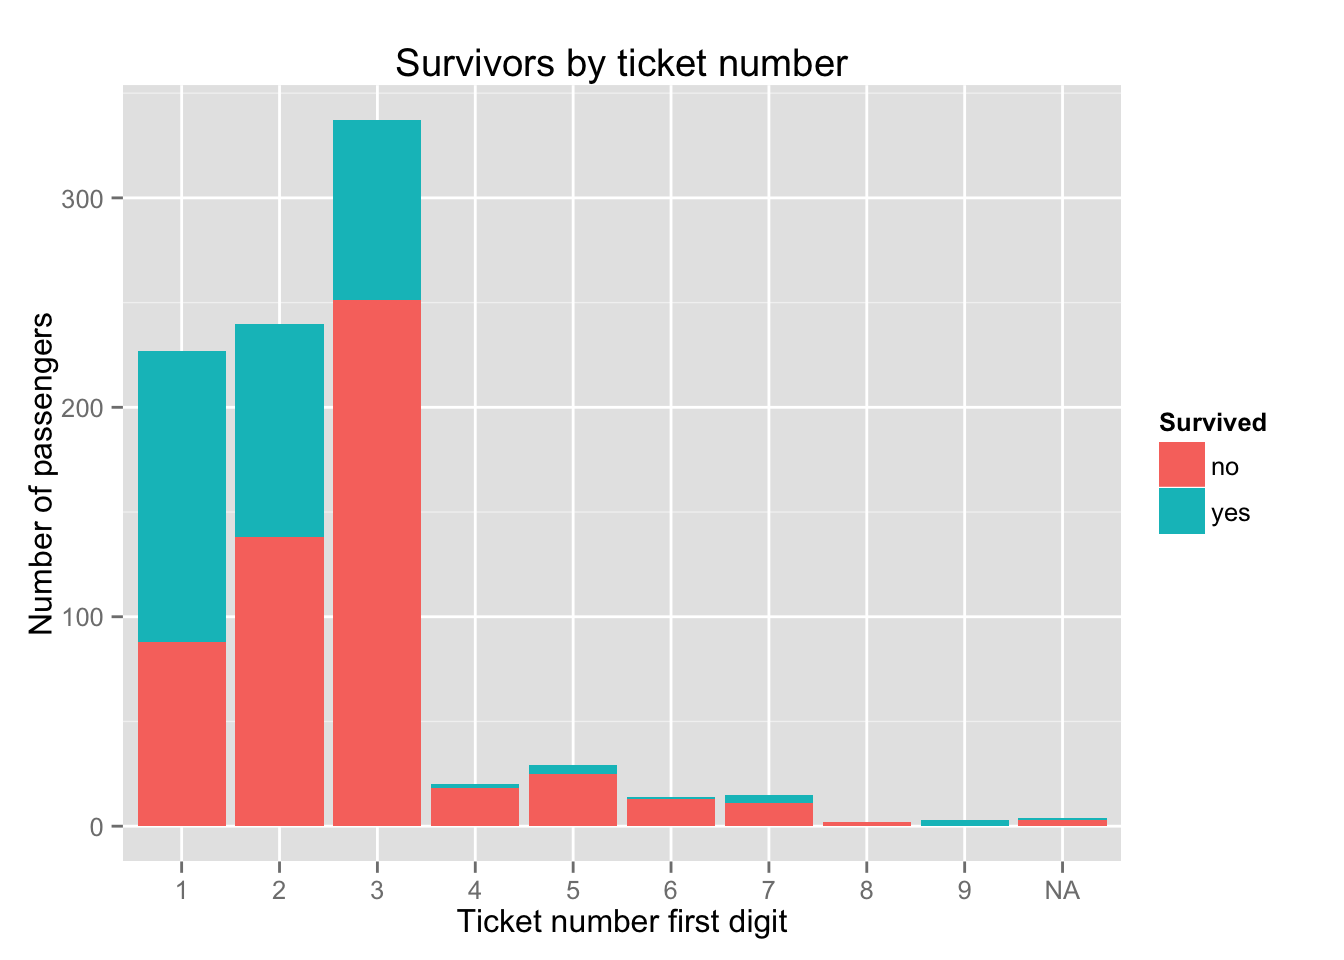 Survivors by ticket number
Number of passengers
300
200
100
0
1 2 3 4 5 6 7 8 9 NA
Ticket number first digit
Survived
no
yes